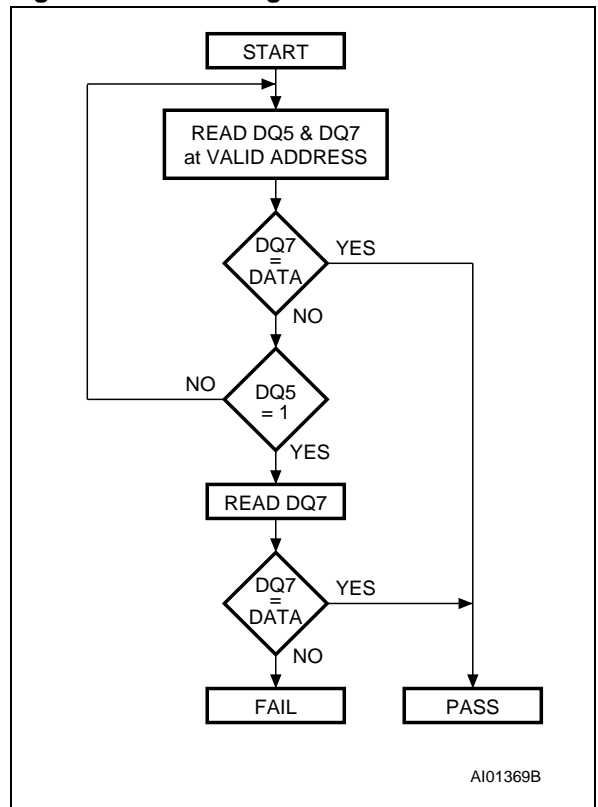 START
READ DQ5 & DQ7
at VALID ADDRESS
DQ7
=
DATA
YES
NO
NO
DQ5
= 1
YES
READ DQ7
DQ7
=
DATA
YES
NO
FAIL
PASS
AI01369B